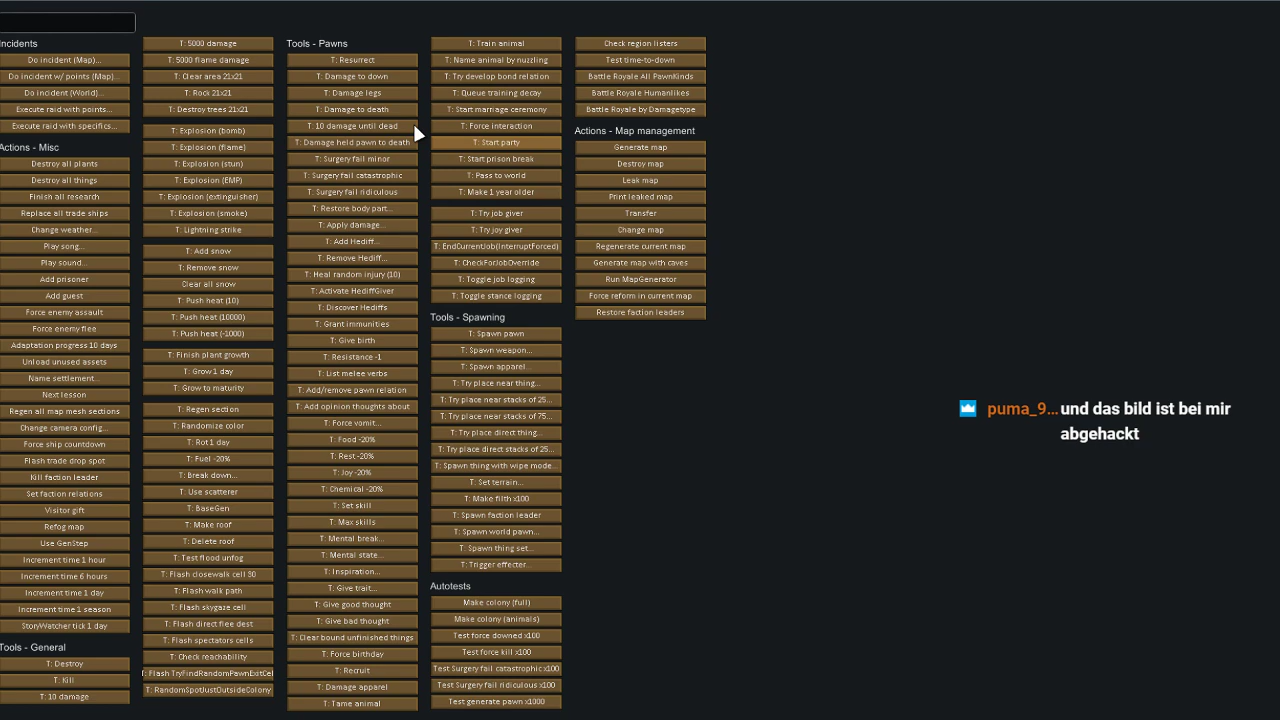 Incidents
Do incident (Map)...
Do incident w/ points (Map)...
Do incident (World)...
Execute raid with points...
Execute raid with specifics...
Actions - Misc
Destroy all plants
Destroy all things
Finish all research
Replace all trade ships
Change weather...
Play song...
Play sound...
Add prisoner
Add guest
Force enemy assault
Force enemy flee
Adaptation progress 10 days
Unload unused assets
Name settlement...
Next lesson
Regen all map mesh sections
Change camera config...
Force ship countdown
Flash trade drop spot
Kill faction leader
Set faction relations
Visitor gift
Refog map
Use GenStep
Increment time 1 hour
Increment time 6 hours
Increment time 1 day
Increment time 1 season
StoryWatcher tick 1 day
Tools - General
T: Destroy
T: Kill
T: 10 damage
T: 5000 damage
T: 5000 flame damage
T: Clear area 21x21
T: Rock 21x21
T: Destroy trees 21x21
T: Explosion (bomb)
T: Explosion (flame)
T: Explosion (stun)
T: Explosion (EMP)
T: Explosion (extinguisher)
T: Explosion (smoke)
T: Lightning strike
T: Add snow
T: Remove snow
Clear all snow
T: Push heat (10)
T: Push heat (10000)
T: Push heat (-1000)
T: Finish plant growth
T: Grow 1 day
T: Grow to maturity
T: Regen section
T: Randomize color
T: Rot 1 day
T: Fuel -20%
T: Break down...
T: Use scatterer
T: BaseGen
T: Make roof
T: Delete roof
T: Test flood unfog
T: Flash closewalk cell 30
T: Flash walk path
T: Flash skygaze cell
T: Flash direct flee dest
T: Flash spectators cells
T: Check reachability
T: Flash TryFindRandomPawnExitCel
T: RandomSpotJustOutsideColony
Tools - Pawns
T: Resurrect
T: Damage to down
T: Damage legs
T: Damage to death
T: 10 damage until dead
T: Damage held pawn to death
T: Surgery fail minor
T: Surgery fail catastrophic
T: Surgery fail ridiculous
T: Restore body part...
T: Apply damage...
T: Add Hediff...
T: Remove Hediff...
T: Heal random injury (10)
T: Activate HediffGiver
T: Discover Hediffs
T: Grant immunities
T: Give birth
T: Resistance -1
T: List melee verbs
T: Add/remove pawn relation
T: Add opinion thoughts about
T: Force vomit...
T: Food -20%
T: Rest -20%
T: Joy -20%
T: Chemical -20%
T: Set skill
T: Max skills
T: Mental break...
T: Mental state...
T: Inspiration...
T: Give trait...
T: Give good thought
T: Give bad thought
T: Clear bound unfinished things
T: Force birthday
T: Recruit
T: Damage apparel
T: Tame animal
T: Train animal
T: Name animal by nuzzling
T: Try develop bond relation
T: Queue training decay
T: Start marriage ceremony
T: Force interaction
T: Start party
T: Start prison break
T: Pass to world
T: Make 1 year older
T: Try job giver
T: Try joy giver
T: EndCurrentJob(InterruptForced)
T: CheckForJobOverride
T: Toggle job logging
T: Toggle stance logging
Tools - Spawning
T: Spawn pawn
T: Spawn weapon...
T: Spawn apparel...
T: Try place near thing...
T: Try place near stacks of 25...
T: Try place near stacks of 75...
T: Try place direct thing...
T: Try place direct stacks of 25...
T: Spawn thing with wipe mode...
T: Set terrain...
T: Make filth x100
T: Spawn faction leader
T: Spawn world pawn...
T: Spawn thing set...
T: Trigger effecter...
Autotests
Make colony (full)
Make colony (animals)
Test force downed x100
Test force kill x100
Test Surgery fail catastrophic x100
Test Surgery fail ridiculous x100
Test generate pawn x1000
Check region listers
Test time-to-down
Battle Royale All PawnKinds
Battle Royale Humanlikes
Battle Royale by Damagetype
Actions - Map management
Generate map
Destroy map
Leak map
Print leaked map
Transfer
Change map
Regenerate current map
Generate map with caves
Run MapGenerator
Force reform in current map
Restore faction leaders
puma_9... und das bild ist bei mir
abgehackt